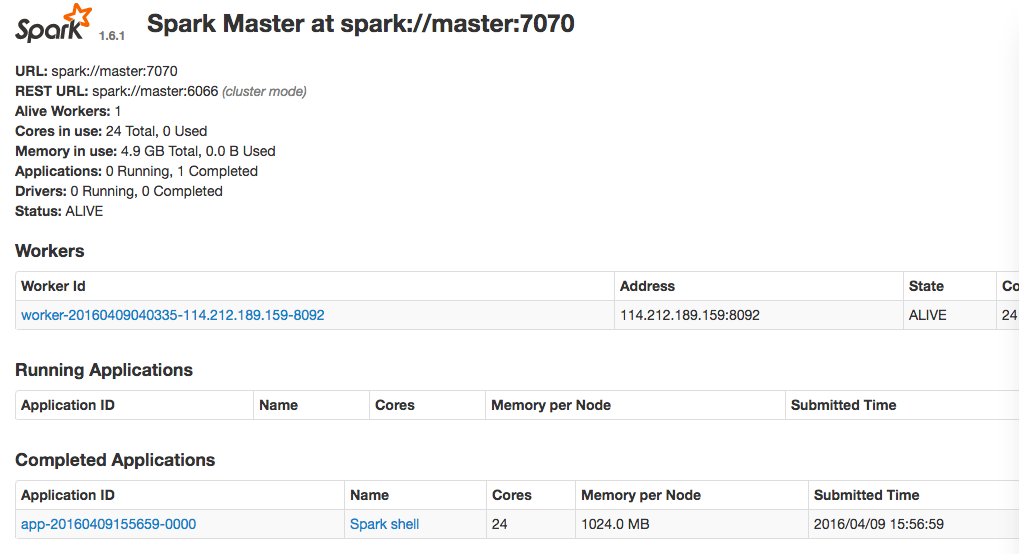 Spark 1.6.1 Spark Master at spark://master:7070
URL: spark://master:7070
REST URL: spark://master:6066 (cluster mode)
Alive Workers: 1
Cores in use: 24 Total, 0 Used
Memory in use: 4.9 GB Total, 0.0 B Used
Applications: 0 Running, 1 Completed
Drivers: 0 Running, 0 Completed
Status: ALIVE
Workers
Worker Id Address State Co
worker-20160409040335-114.212.189.159-8092 114.212.189.159:8092 ALIVE 24
Running Applications
Application ID Name Cores Memory per Node Submitted Time
Completed Applications
Application ID Name Cores Memory per Node Submitted Time
app-20160409155659-0000 Spark shell 24 1024.0 MB 2016/04/09 15:56:59